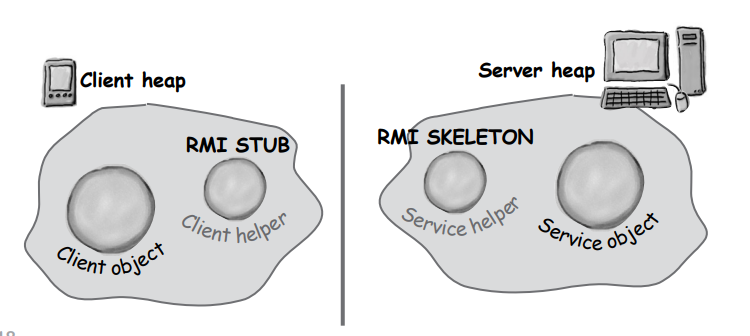 Client heap
RMI STUB
Client object
Client helper
Server heap
RMI SKELETON
Service helper
Service object